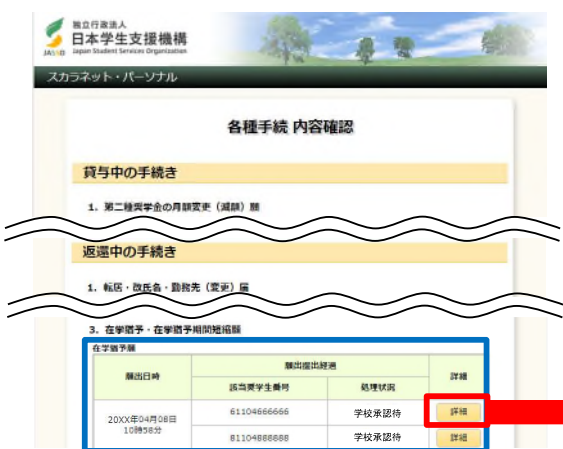 独立行政法人
日本学生支援機構
JASSO Japan Student Services Organization
スカラネット・パーソナル
各種手続 内容確認
貸与中の手続き
1. 第二種奨学金の月額変更(減額)願
返還中の手続き
1. 転居・改氏名・勤務先(変更)届
3. 在学猶予・在学猶予期間短縮願
在学猶予願
願出日時 願出提出経過 詳細
該当奨学生番号 処理状況
20XX年04月08日
10時58分
61104666666 学校承認待 詳細
81104888888 学校承認待 詳細